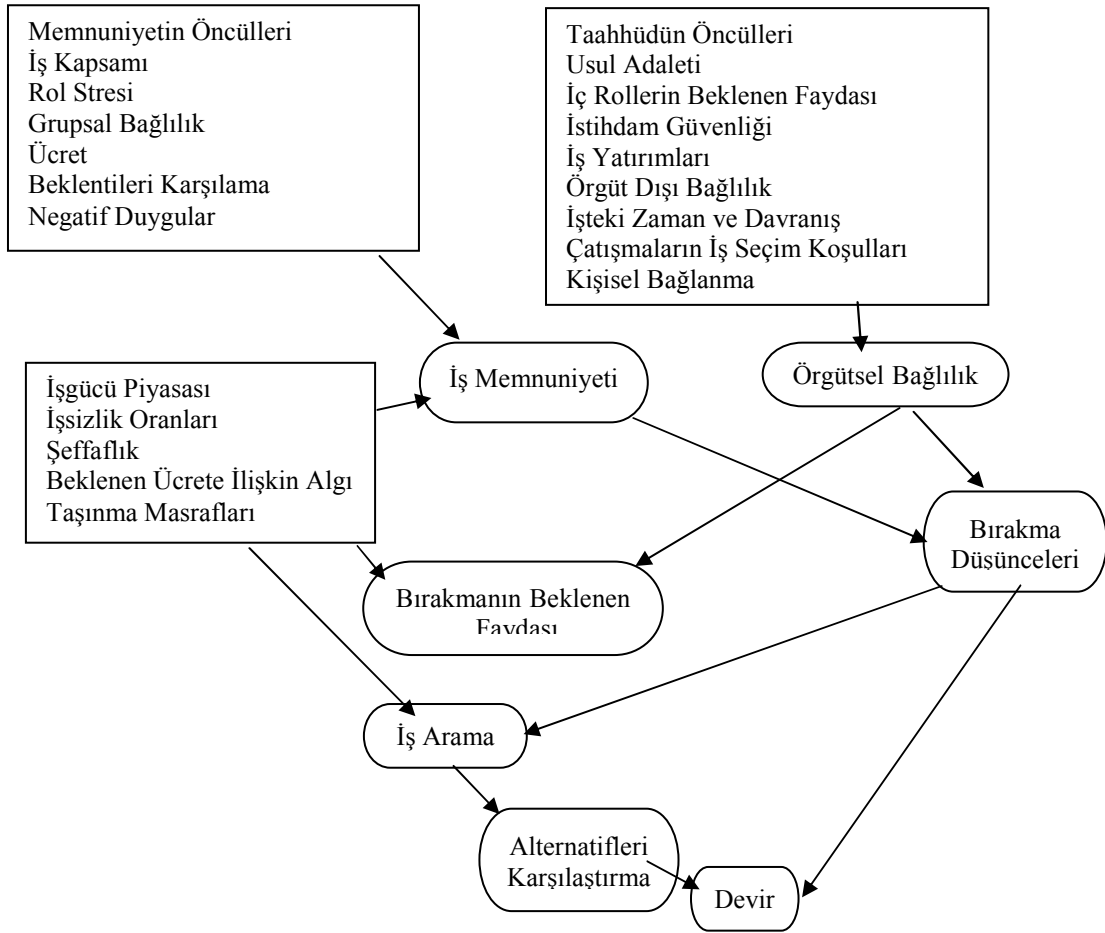 Memnuniyetin Öncülleri
İş Kapsamı
Rol Stresi
Grupsal Bağlılık
Ücret
Beklentileri Karşılama
Negatif Duygular
Taahhüdün Öncülleri
Usul Adaleti
İç Rollerin Beklenen Faydası
İstihdam Güvenliği
İş Yatırımları
Örgüt Dışı Bağlılık
İşteki Zaman ve Davranış
Çatışmaların İş Seçim Koşulları
Kişisel Bağlanma
İş Memnuniyeti
Örgütsel Bağlılık
İşgücü Piyasası
İşsizlik Oranları
Şeffaflık
Beklenen Ücrete İlişkin Algı
Taşınma Masrafları
Bırakma
Düşünceleri
Bırakmanın Beklenen
Faydası
İş Arama
Alternatifleri
Karşılaştırma
Devir